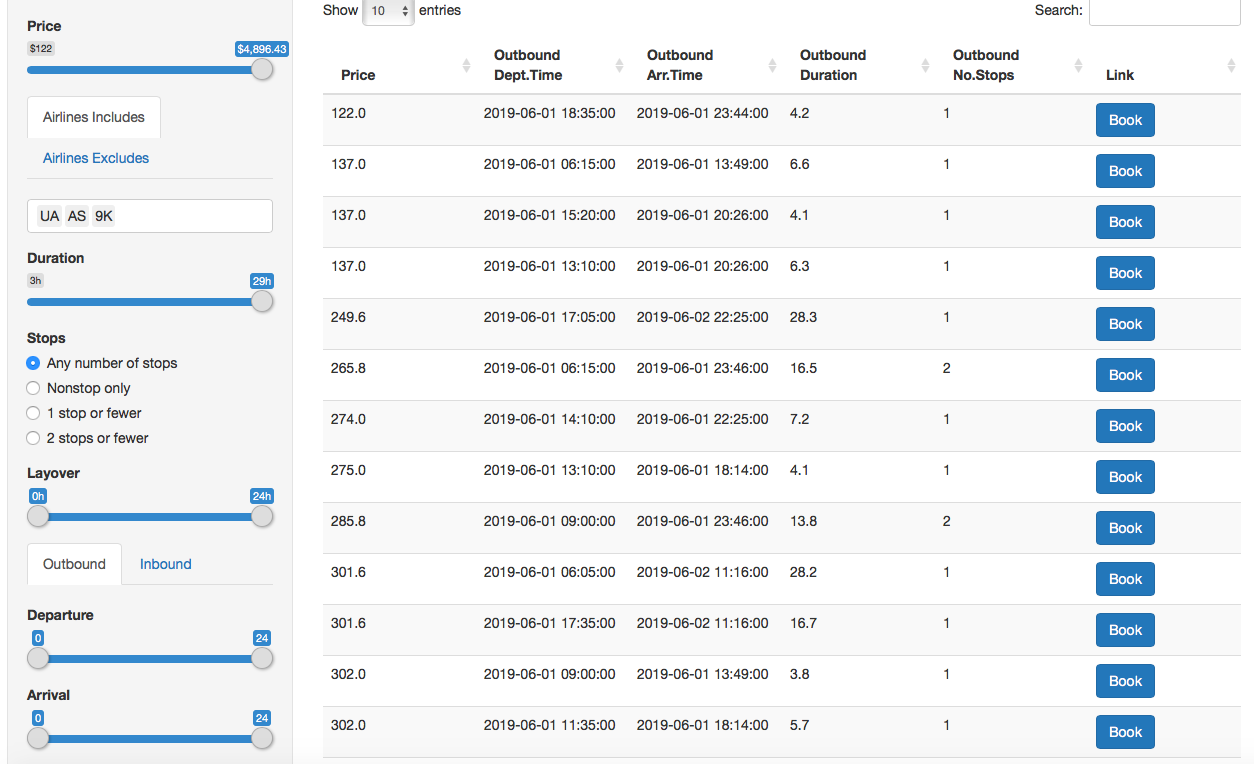 Price
$122 $4,896.43
Airlines Includes
Airlines Excludes
UA AS 9K
Duration
3h 29h
Stops
Any number of stops
Nonstop only
1 stop or fewer
2 stops or fewer
Layover
0h 24h
Outbound Inbound
Departure
0 24
Arrival
0 24
Show 10 entries Search:
Price Outbound Dept.Time Outbound Arr.Time Outbound Duration Outbound No.Stops Link
122.0 2019-06-01 18:35:00 2019-06-01 23:44:00 4.2 1 Book
137.0 2019-06-01 06:15:00 2019-06-01 13:49:00 6.6 1 Book
137.0 2019-06-01 15:20:00 2019-06-01 20:26:00 4.1 1 Book
137.0 2019-06-01 13:10:00 2019-06-01 20:26:00 6.3 1 Book
249.6 2019-06-01 17:05:00 2019-06-02 22:25:00 28.3 1 Book
265.8 2019-06-01 06:15:00 2019-06-01 23:46:00 16.5 2 Book
274.0 2019-06-01 14:10:00 2019-06-01 22:25:00 7.2 1 Book
275.0 2019-06-01 13:10:00 2019-06-01 18:14:00 4.1 1 Book
285.8 2019-06-01 09:00:00 2019-06-01 23:46:00 13.8 2 Book
301.6 2019-06-01 06:05:00 2019-06-02 11:16:00 28.2 1 Book
301.6 2019-06-01 17:35:00 2019-06-02 11:16:00 16.7 1 Book
302.0 2019-06-01 09:00:00 2019-06-01 13:49:00 3.8 1 Book
302.0 2019-06-01 11:35:00 2019-06-01 18:14:00 5.7 1 Book